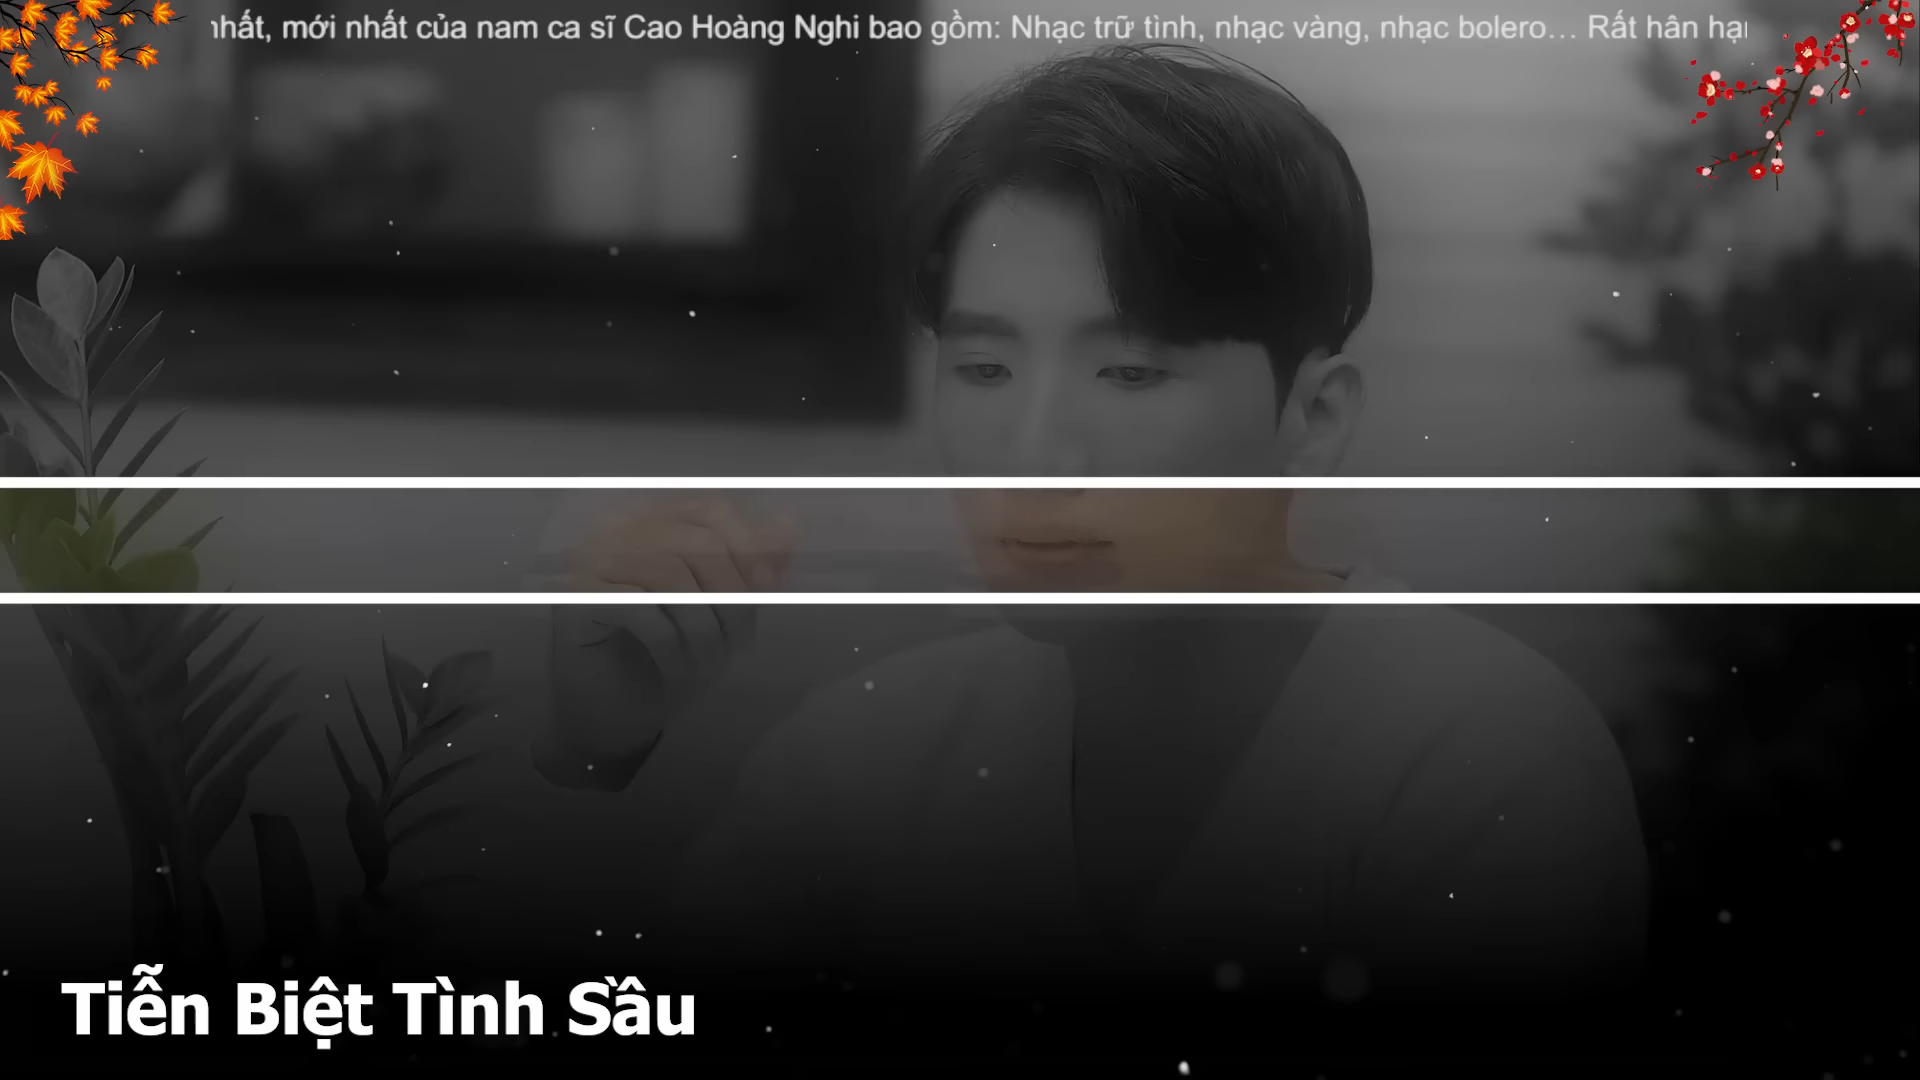 nhất, mới nhất của nam ca sĩ Cao Hoàng Nghi bao gồm: Nhạc trữ tình, nhạc vàng, nhạc bolero... Rất hân
Tiễn Biệt Tình Sầu